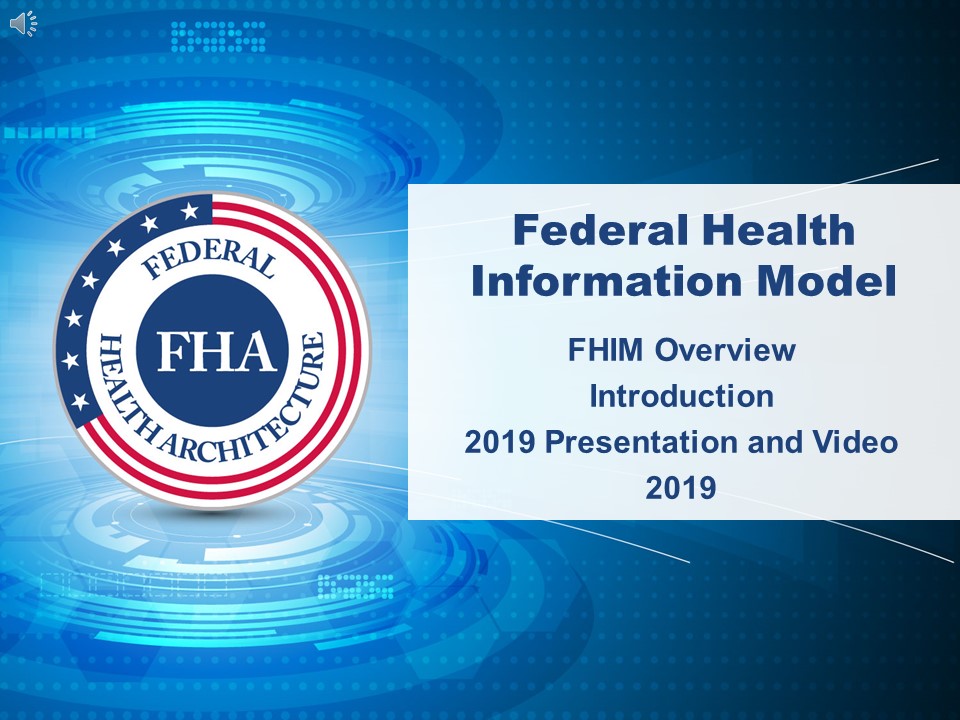 FEDERAL
FHA
HEALTH ARCHITECTURE
Federal Health
Information Model
FHIM Overview
Introduction
2019 Presentation and Video
2019